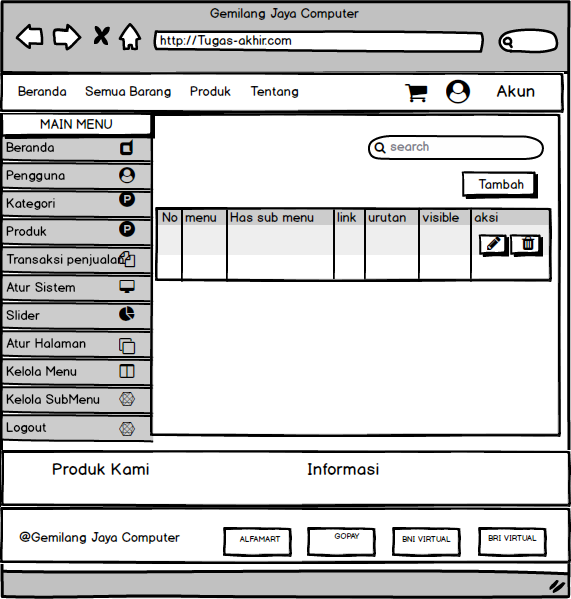 Gemilang Jaya Computer
http://Tugas-akhir.com
Beranda Semua Barang Produk Tentang Akun
MAIN MENU
Beranda
Pengguna
Kategori
Produk
Transaksi penjualan
Atur Sistem
Slider
Atur Halaman
Kelola Menu
Kelola SubMenu
Logout
search
Tambah
No menu Has sub menu link urutan visible aksi
Produk Kami Informasi
@Gemilang Jaya Computer ALFAMART GOPAY BNI VIRTUAL BRI VIRTUAL